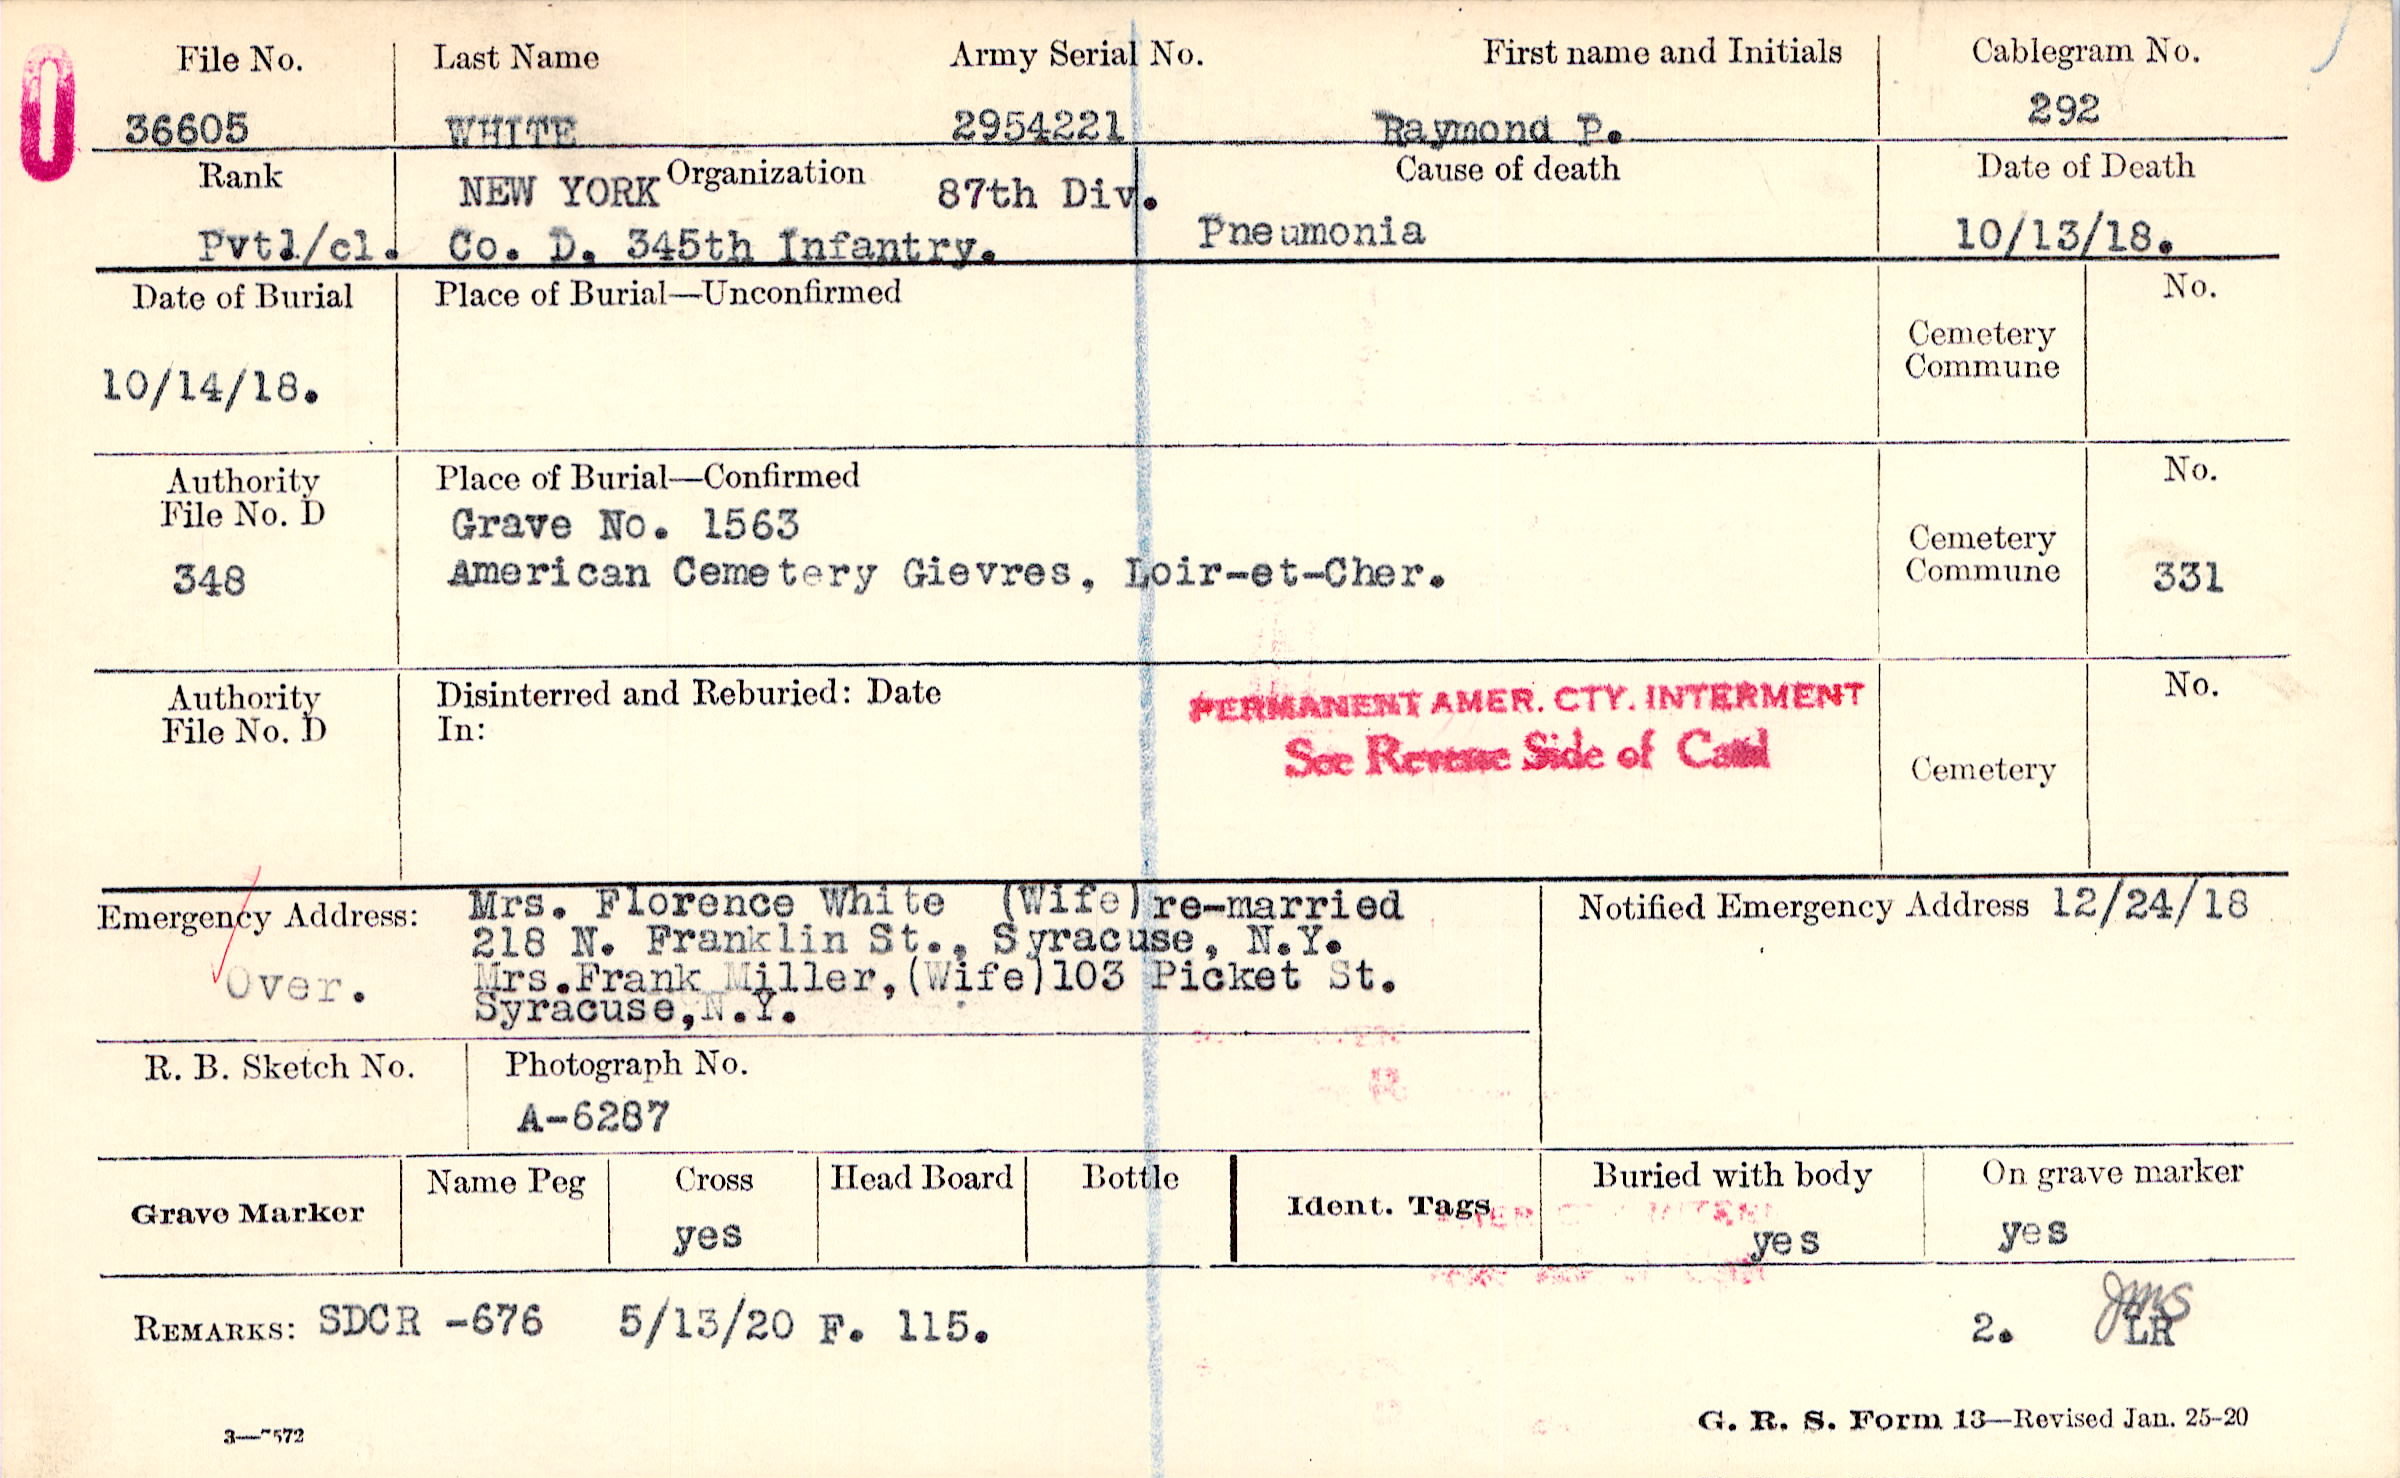 File No. Last Name Army Serial No. First name and Initials Cablegram No.
36605 WHITE 2954221 Raymond P. 292
Rank NEW YORK Organization 87th Div. Cause of death Date of Death
Pvtl/cl. Co. D. 345th Infantry. Pneumonia 10/13/18.
Date of Burial Place of Burial—Unconfirmed No.
Cemetery
Commune
10/14/18.
Authority Place of Burial—Confirmed No.
File No. D Grave No. 1563
Cemetery
348 American Cemetery Gievres, Loir-et-Cher. Commune 331
Authority Disinterred and Reburied: Date PERMANENT AMER. CTY. INTERMENT No.
File No. D In: See Reverse Side of Card
Cemetery
Emergency Address: Mrs. Florence White (Wife) re-married Notified Emergency Address 12/24/18
218 N. Franklin St., Syracuse, N.Y.
Over. Mrs.Frank Miller,(Wife)103 Picket St.
Syracuse,N.Y.
R. B. Sketch No. Photograph No.
A-6287
Grave Marker Name Peg Cross Head Board Bottle Ident. Tags Buried with body On grave marker
yes yes yes
REMARKS: SDCR -676 5/13/20 F. 115. 2. JMS
LR
G. R. S. Form 13—Revised Jan. 25-20